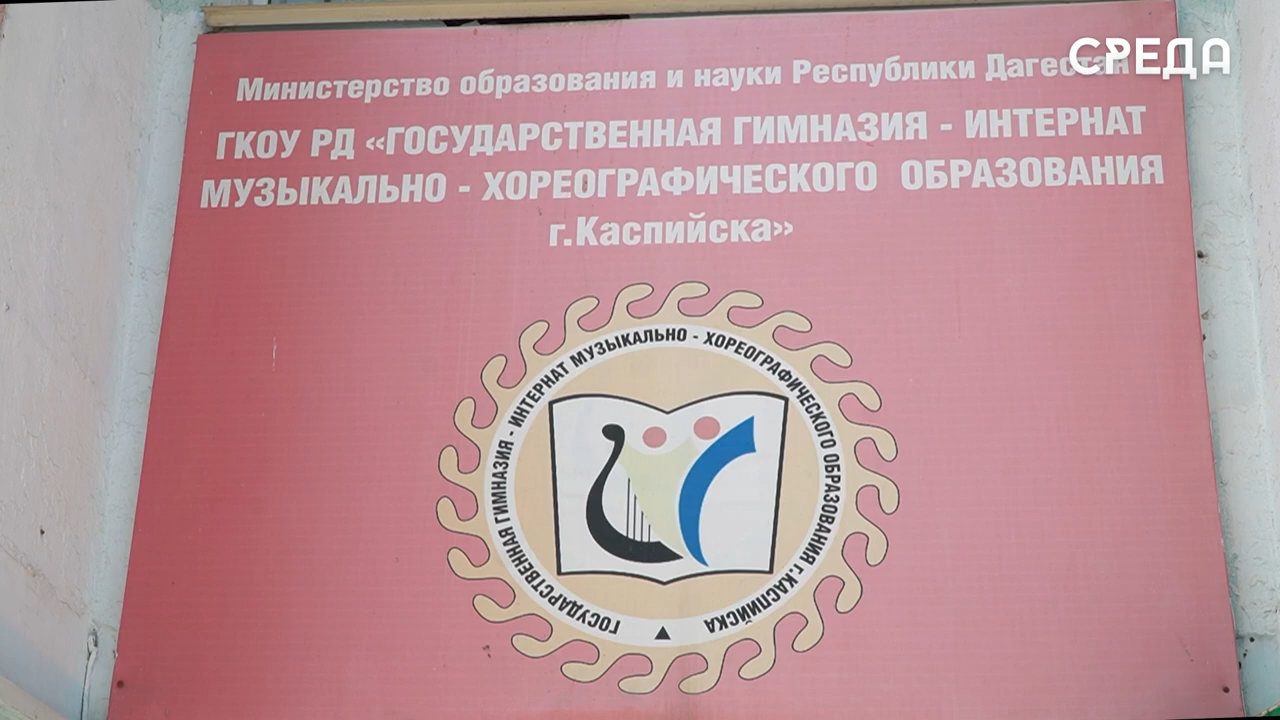 СРЕДА
Министерство образования и науки Республики Дагестан
ГКОУ РД «ГОСУДАРСТВЕННАЯ ГИМНАЗИЯ - ИНТЕРНАТ
МУЗЫКАЛЬНО - ХОРЕОГРАФИЧЕСКОГО ОБРАЗОВАНИЯ
г.Каспийска»
ГОСУДАРСТВЕННАЯ ГИМНАЗИЯ - ИНТЕРНАТ МУЗЫКАЛЬНО - ХОРЕОГРАФИЧЕСКОГО ОБРАЗОВАНИЯ г.КАСПИЙСКА